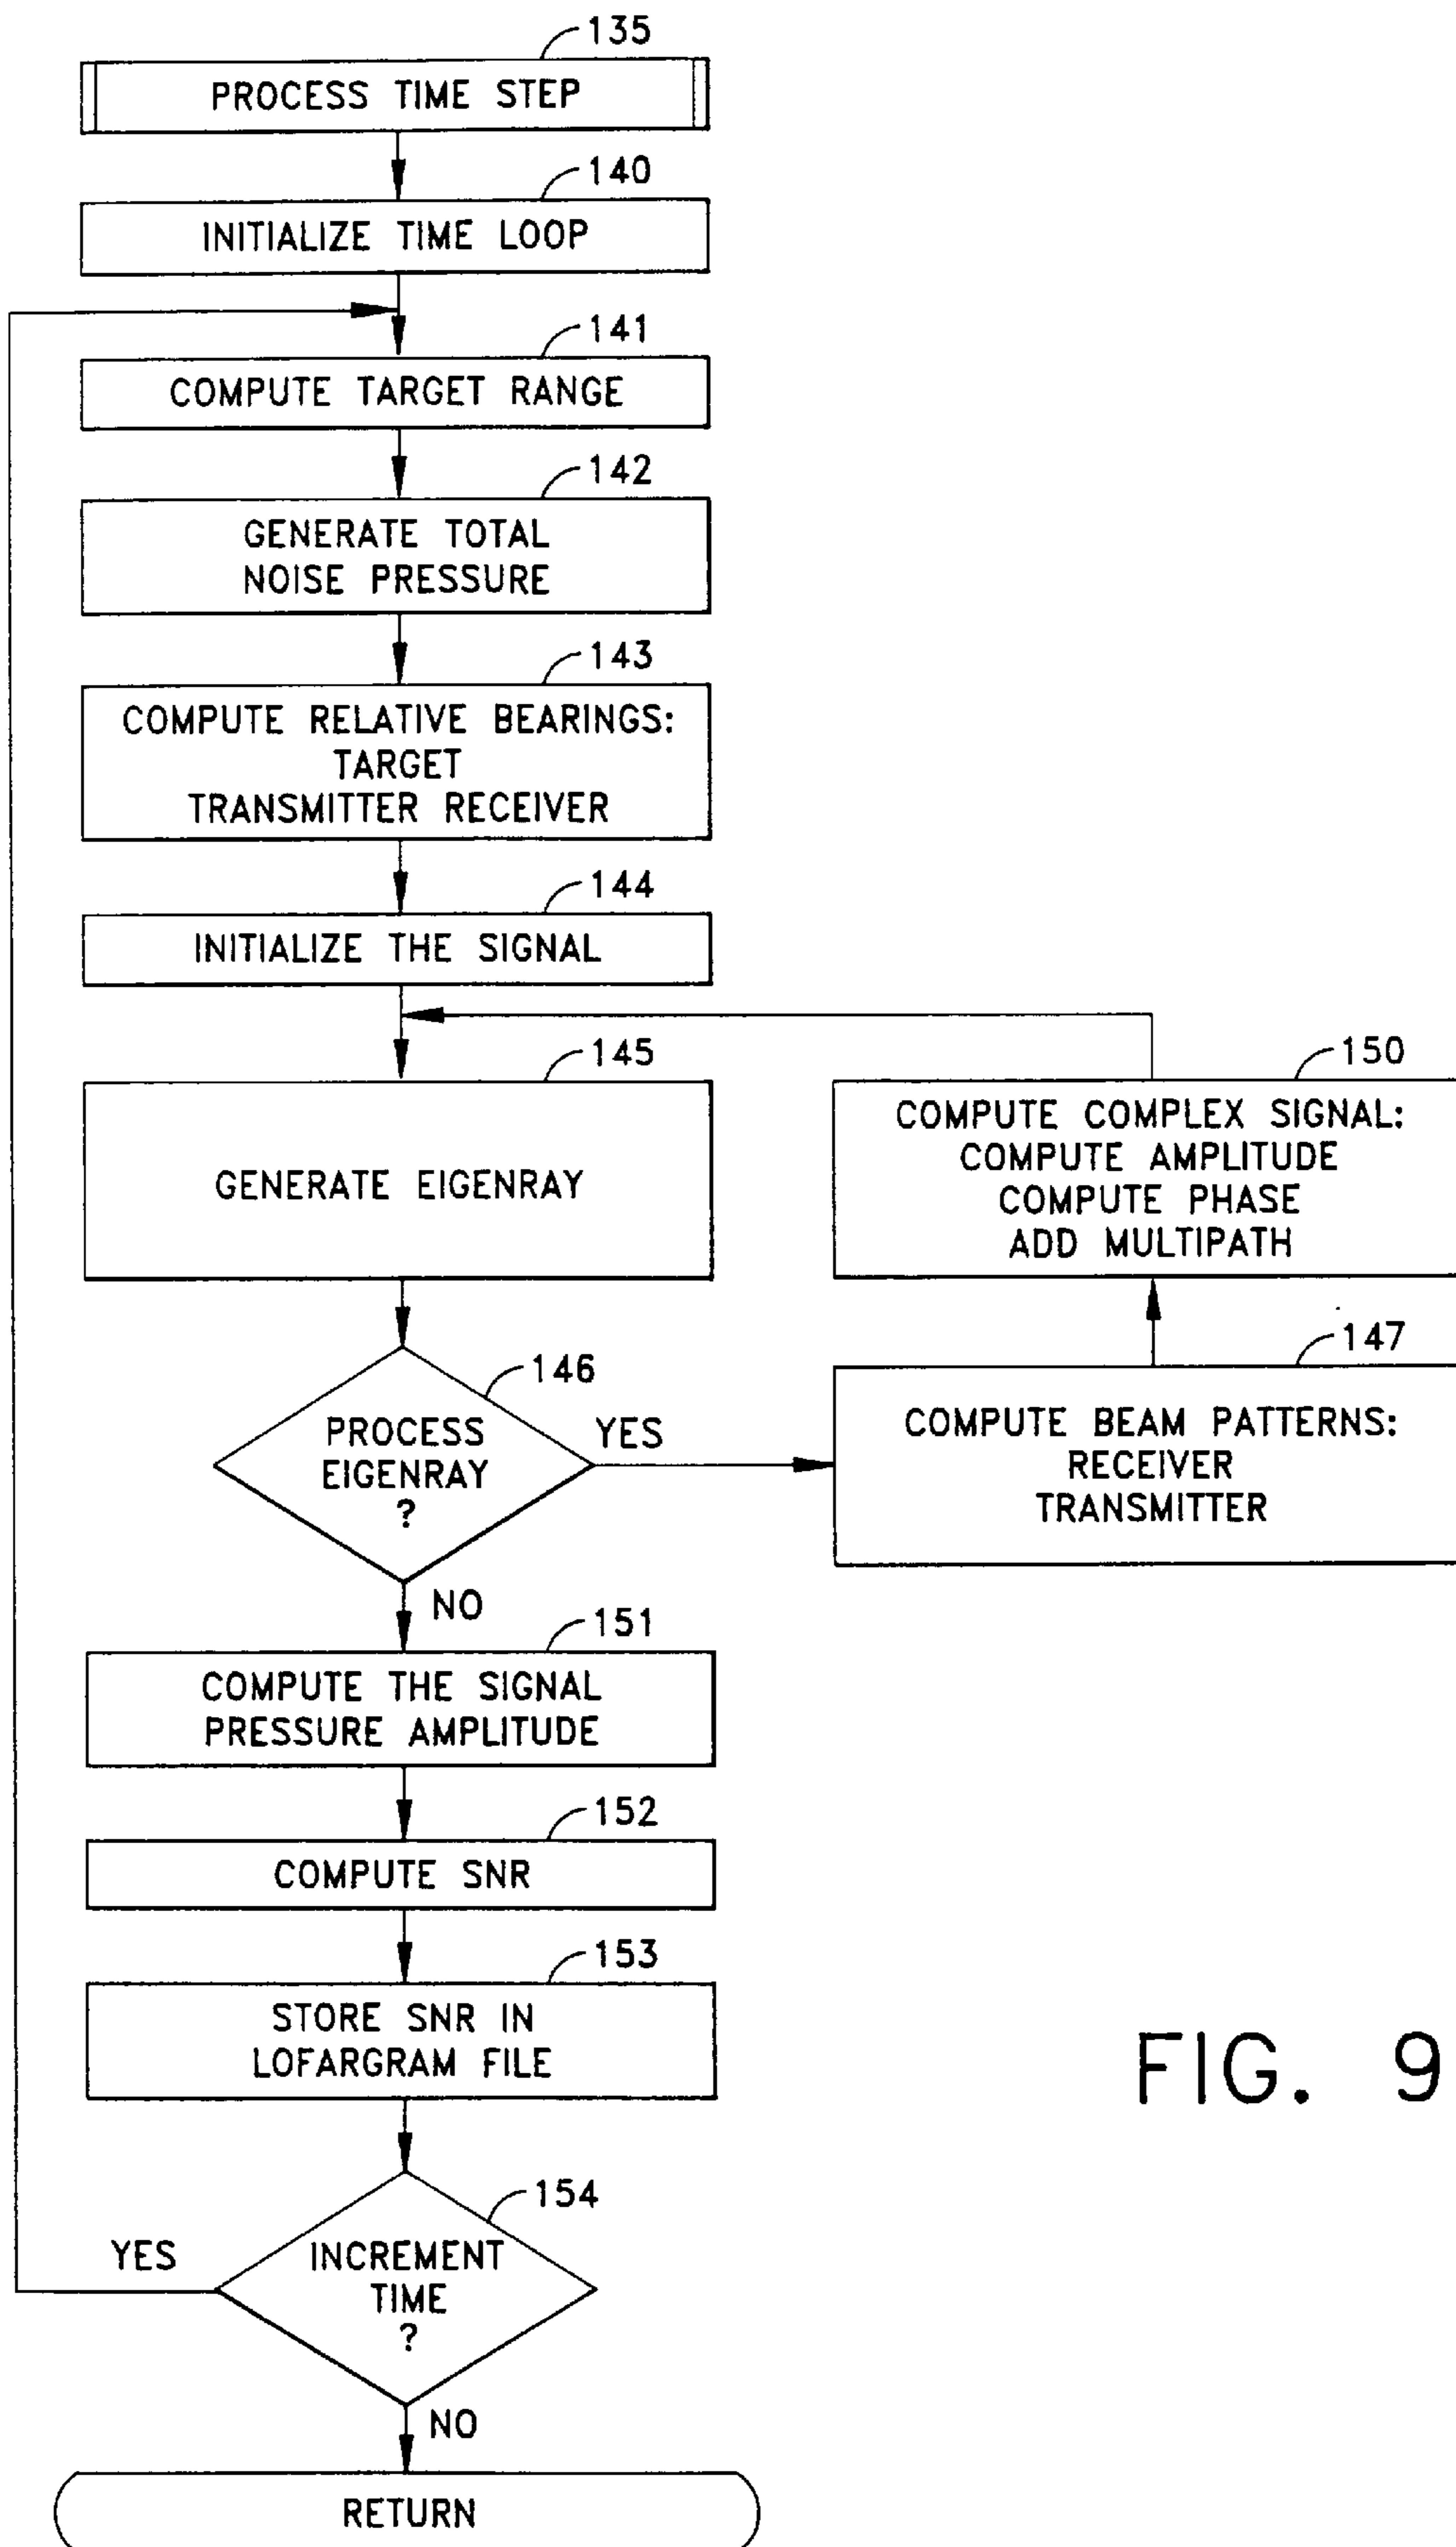 135
PROCESS TIME STEP
140
INITIALIZE TIME LOOP
141
COMPUTE TARGET RANGE
142
GENERATE TOTAL
NOISE PRESSURE
143
COMPUTE RELATIVE BEARINGS:
TARGET
TRANSMITTER RECEIVER
144
INITIALIZE THE SIGNAL
145
GENERATE EIGENRAY
150
COMPUTE COMPLEX SIGNAL:
COMPUTE AMPLITUDE
COMPUTE PHASE
ADD MULTIPATH
146
PROCESS
EIGENRAY
?
YES
147
COMPUTE BEAM PATTERNS:
RECEIVER
TRANSMITTER
NO
151
COMPUTE THE SIGNAL
PRESSURE AMPLITUDE
152
COMPUTE SNR
153
STORE SNR IN
LOFARGRAM FILE
FIG. 9
154
YES
INCREMENT
TIME
?
NO
RETURN